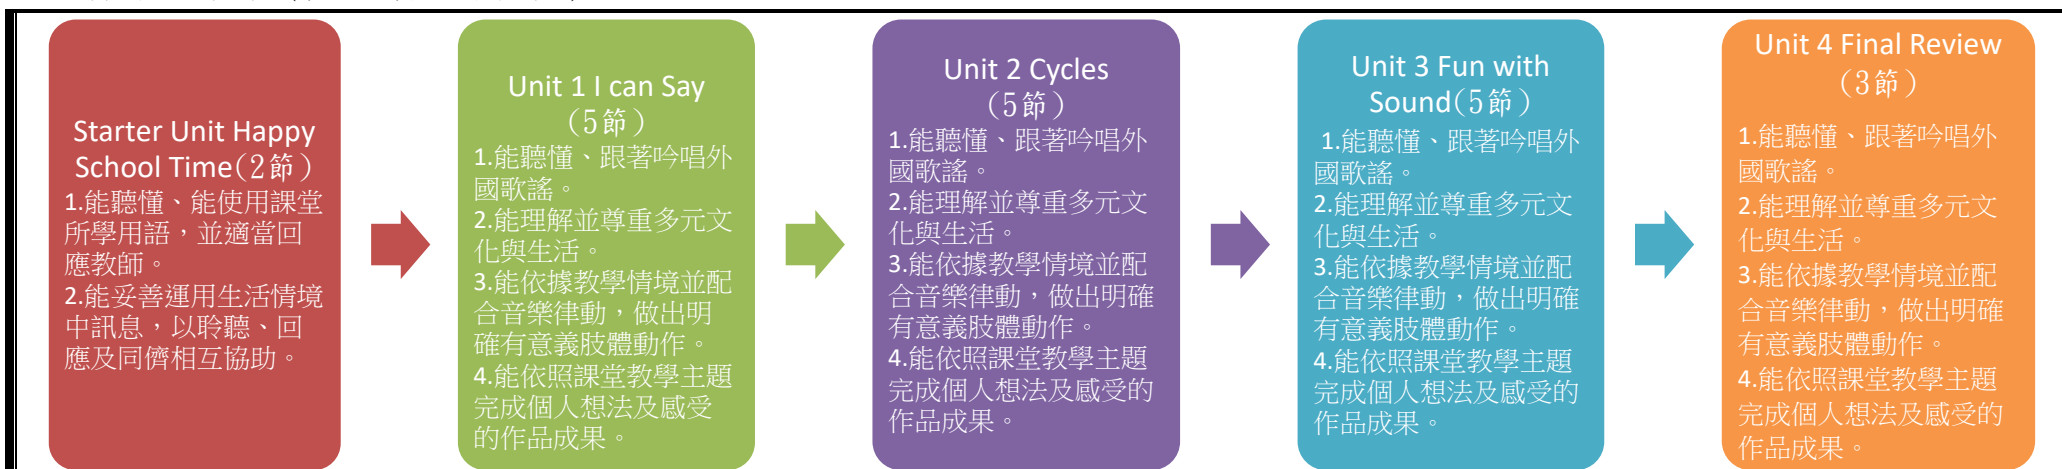 Starter Unit Happy
School Time(2節)
1.能聽懂、能使用課堂
所學用語，並適當回
應教師。
2.能妥善運用生活情境
中訊息，以聆聽、回
應及同儕相互協助。
Unit 1 I can Say
(5節)
1.能聽懂、跟著吟唱外
國歌謠。
2.能理解並尊重多元文
化與生活。
3.能依據教學情境並配
合音樂律動，做出明
確有意義肢體動作。
4.能依照課堂教學主題
完成個人想法及感受
的作品成果。
Unit 2 Cycles
(5節)
1.能聽懂、跟著吟唱外
國歌謠。
2.能理解並尊重多元文
化與生活。
3.能依據教學情境並配
合音樂律動，做出明確
有意義肢體動作。
4.能依照課堂教學主題
完成個人想法及感受的
作品成果。
Unit 3 Fun with
Sound(5節)
1.能聽懂、跟著吟唱外
國歌謠。
2.能理解並尊重多元文
化與生活。
3.能依據教學情境並配
合音樂律動，做出明確
有意義肢體動作。
4.能依照課堂教學主題
完成個人想法及感受的
作品成果。
Unit 4 Final Review
(3節)
1.能聽懂、跟著吟唱外
國歌謠。
2.能理解並尊重多元文
化與生活。
3.能依據教學情境並配
合音樂律動，做出明確
有意義肢體動作。
4.能依照課堂教學主題
完成個人想法及感受的
作品成果。